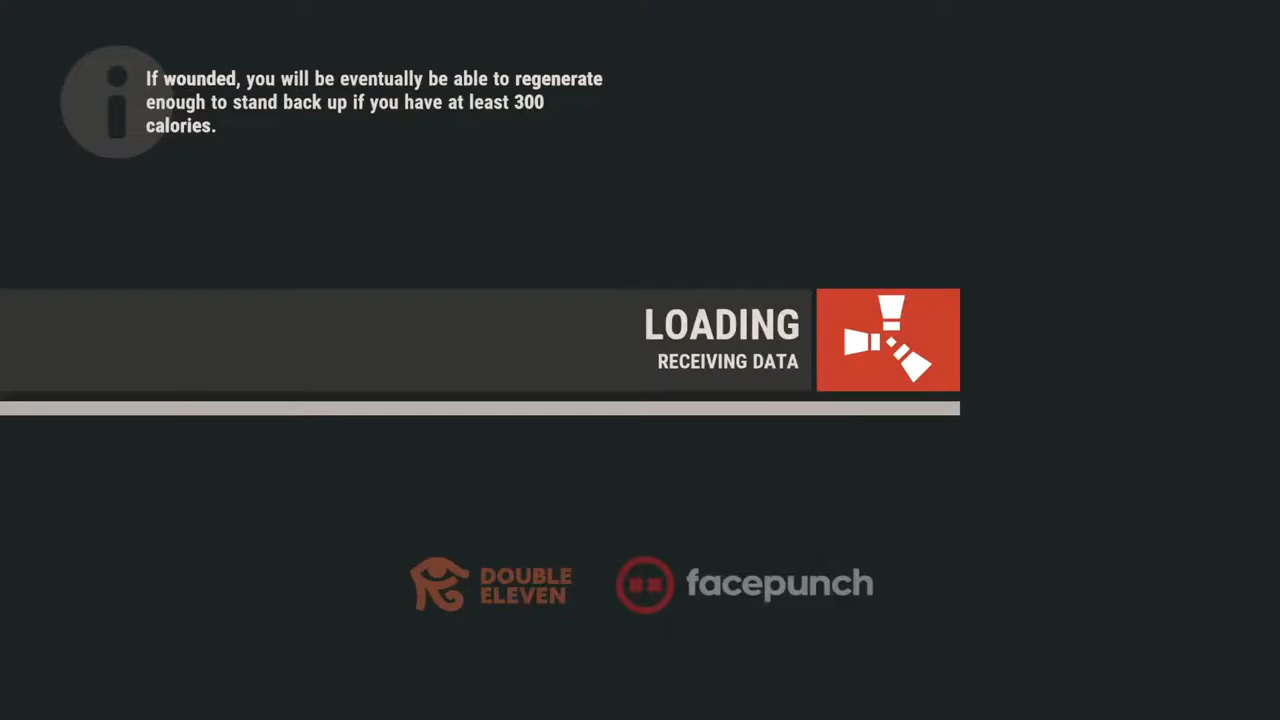 If wounded, you will be eventually be able to regenerate
enough to stand back up if you have at least 300
calories.
LOADING
RECEIVING DATA
DOUBLE
ELEVEN
facepunch